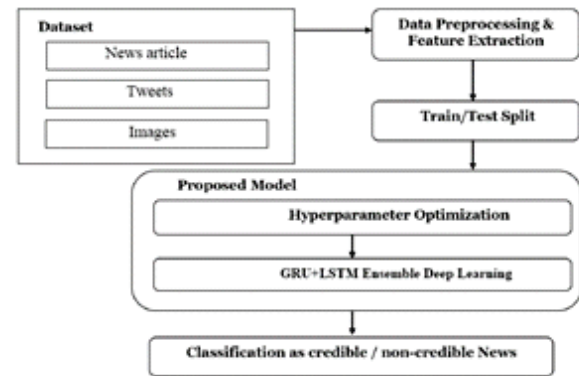 Dataset
News article
Tweets
Images
Data Preprocessing &
Feature Extraction
Train/Test Split
Proposed Model
Hyperparameter Optimization
GRU+LSTM Ensemble Deep Learning
Classification as credible / non-credible News